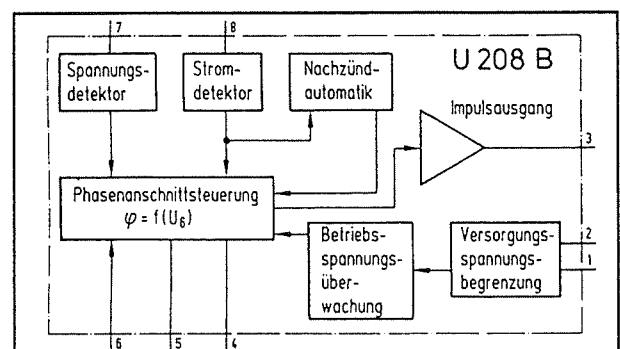 7
8
U 208 B
Spannungs-
detektor
Strom-
detektor
Nachzünd-
automatik
Impulsausgang
3
Phasenanschnittsteuerung
φ = f(U6)
Betriebs-
spannungs-
über-
wachung
Versorgungs-
spannungs-
begrenzung
2
1
6
5
4